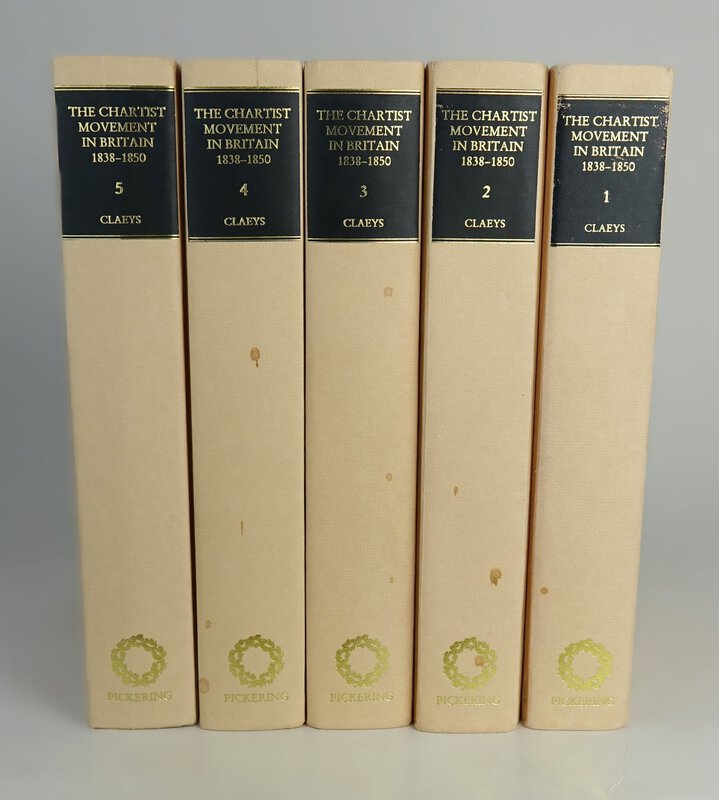 THE CHARTIST
MOVEMENT
IN BRITAIN
1838–1850
5
CLAEYS
PICKERING
THE CHARTIST
MOVEMENT
IN BRITAIN
1838–1850
4
CLAEYS
PICKERING
THE CHARTIST
MOVEMENT
IN BRITAIN
1838–1850
3
CLAEYS
PICKERING
THE CHARTIST
MOVEMENT
IN BRITAIN
1838–1850
2
CLAEYS
PICKERING
THE CHARTIST
MOVEMENT
IN BRITAIN
1838–1850
1
CLAEYS
PICKERING